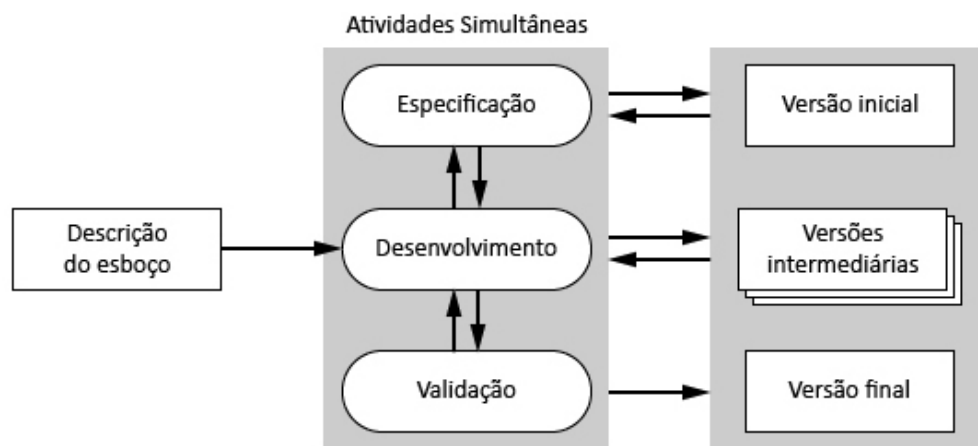 Atividades Simultâneas
Especificação
Versão inicial
Descrição
do esboço
Desenvolvimento
Versões
intermediárias
Validação
Versão final